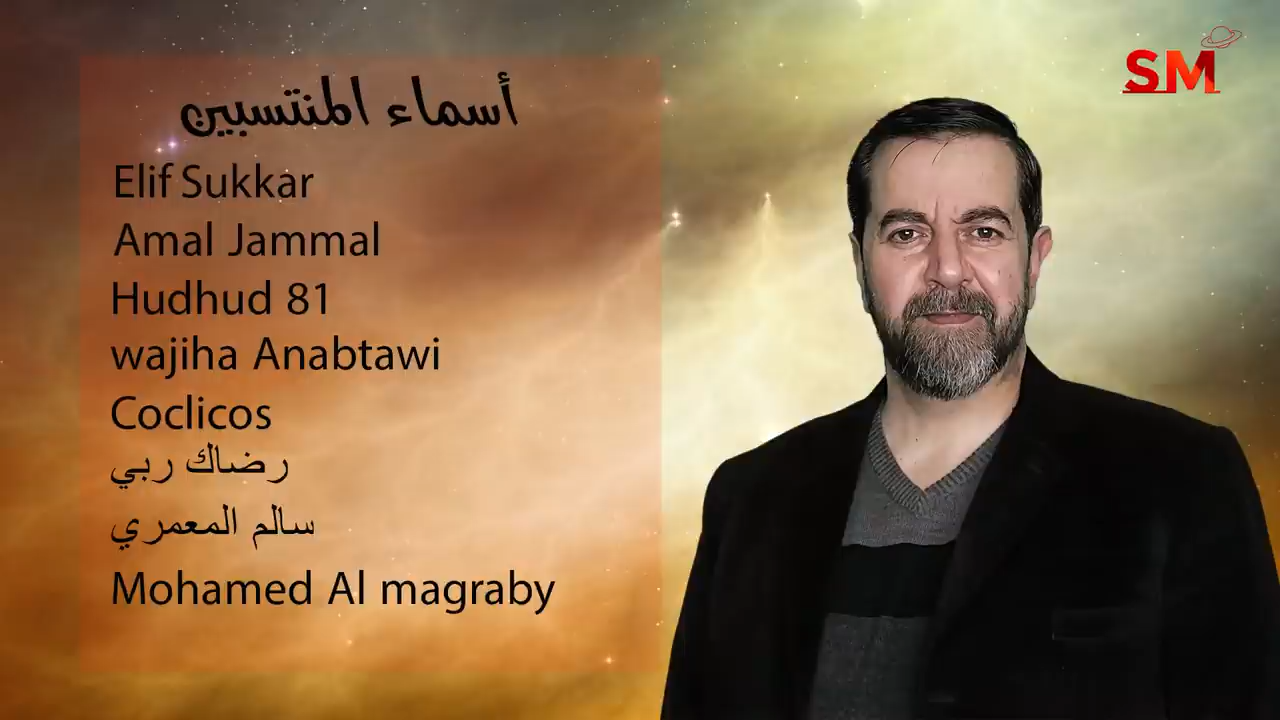 SM
أسماء المنتسبين
Elif Sukkar
Amal Jammal
Hudhud 81
wajiha Anabtawi
Coclicos
رضاك ربي
سالم المعمري
Mohamed Al magraby